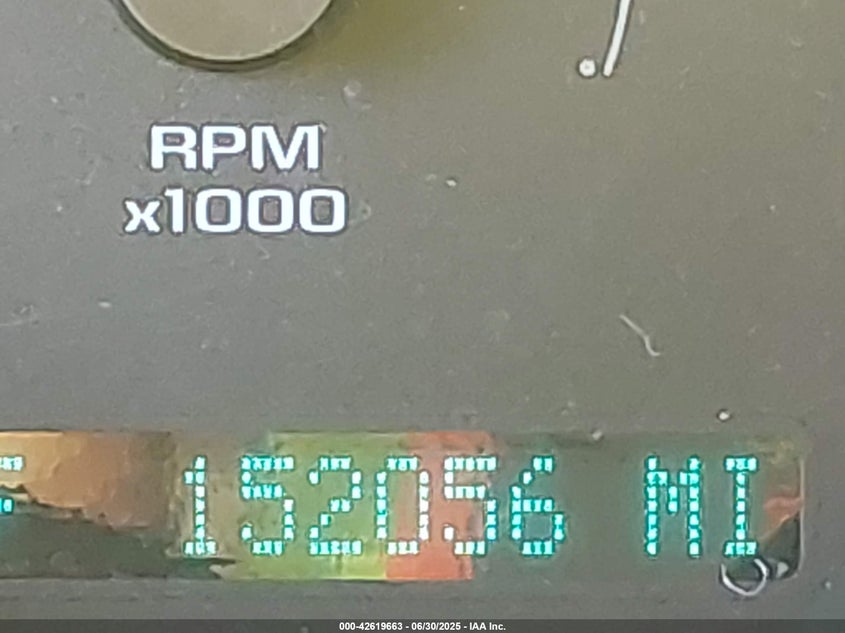 RPM
x1000
152056 MI
000-42619663 - 06/30/2025 - IAA Inc.